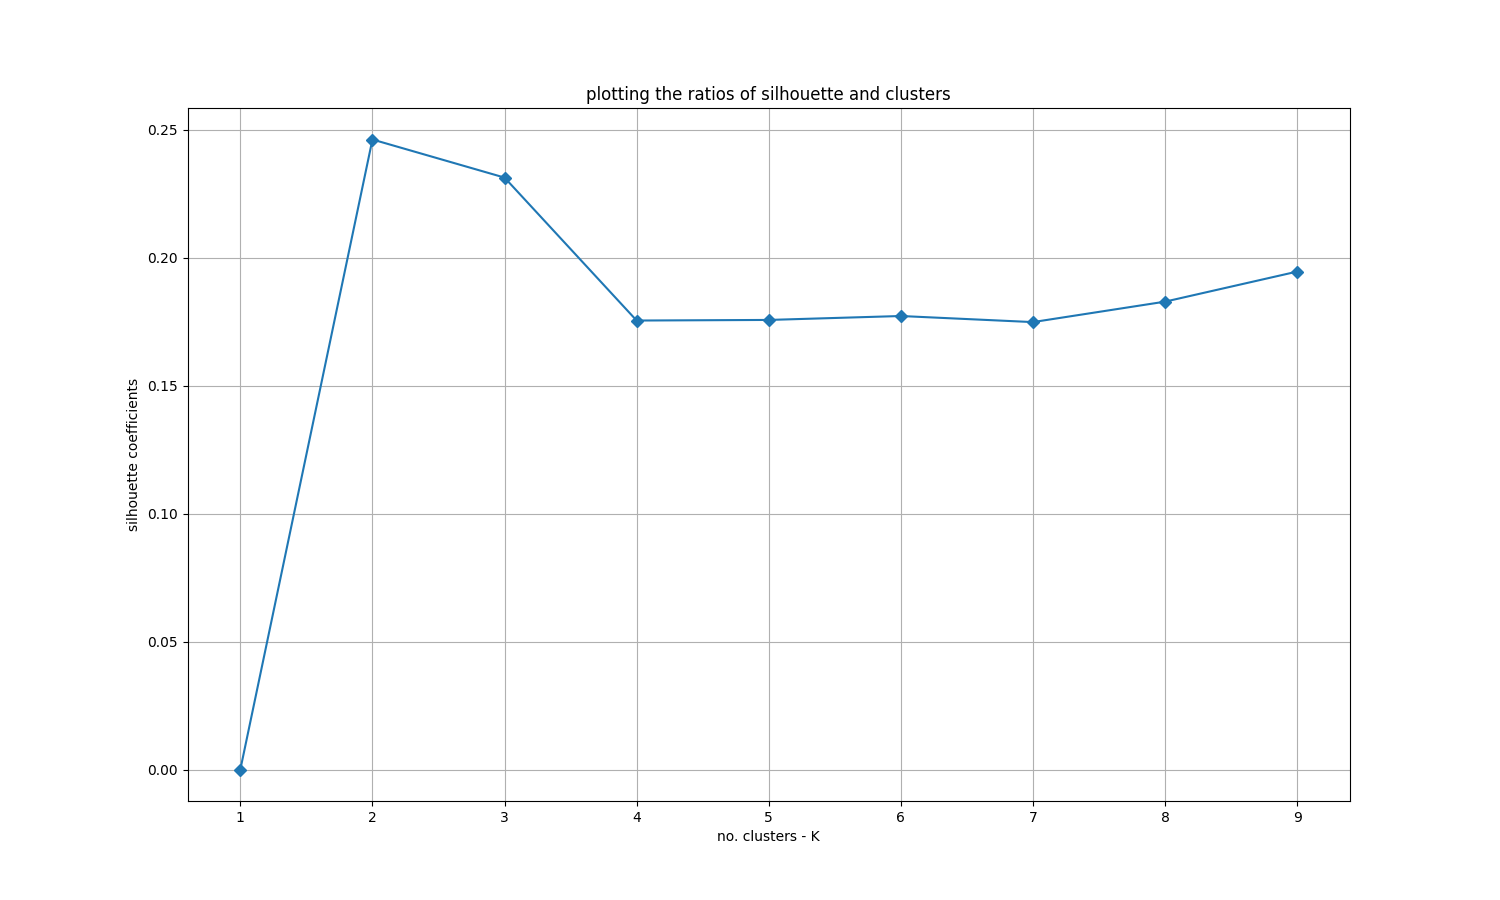 plotting the ratios of silhouette and clusters
0.25
0.20
0.15
0.10
0.05
0.00
silhouette coefficients
1 2 3 4 5 6 7 8 9
no. clusters - K